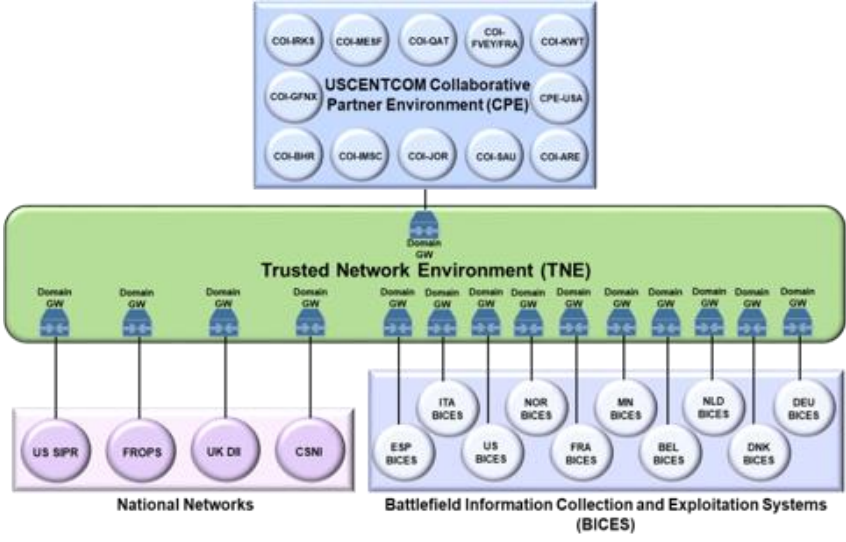 COI-IRKS
COI-MESF
COI-QAT
COI-
FVEY/FRA
COI-KWT
COI-GFNX
USCENTCOM Collaborative
Partner Environment (CPE)
CPE-USA
COI-BHR
COI-IMSC
COI-JOR
COI-SAU
COI-ARE
Domain
GW
Trusted Network Environment (TNE)
Domain
GW
Domain
GW
Domain
GW
Domain
GW
Domain
GW
Domain
GW
Domain
GW
Domain
GW
Domain
GW
Domain
GW
Domain
GW
Domain
GW
Domain
GW
Domain
GW
US SIPR
FROPS
UK DII
CSNI
ITA
BICES
NOR
BICES
MN
BICES
NLD
BICES
DEU
BICES
ESP
BICES
US
BICES
FRA
BICES
BEL
BICES
DNK
BICES
National Networks
Battlefield Information Collection and Exploitation Systems
(BICES)